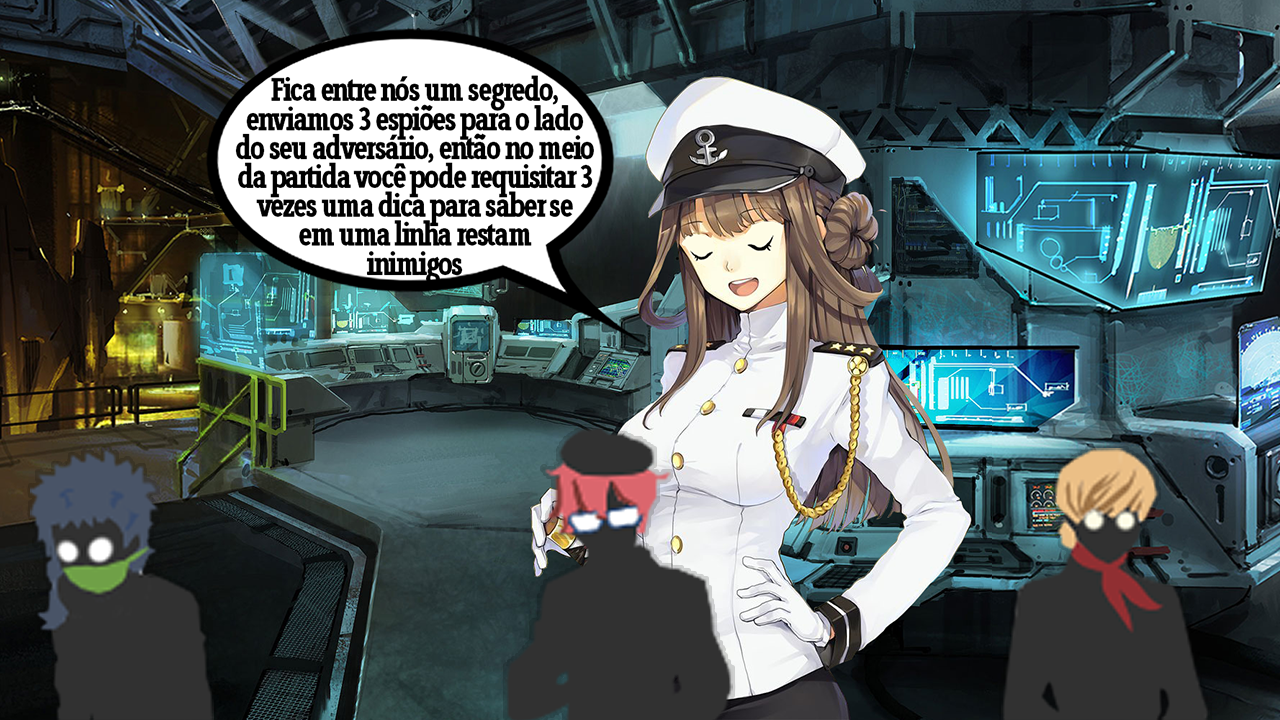 Fica entre nós um segredo,
enviamos 3 espiões para o lado
do seu adversário, então no meio
da partida você pode requisitar 3
vezes uma dica para saber se
em uma linha restam
inimigos